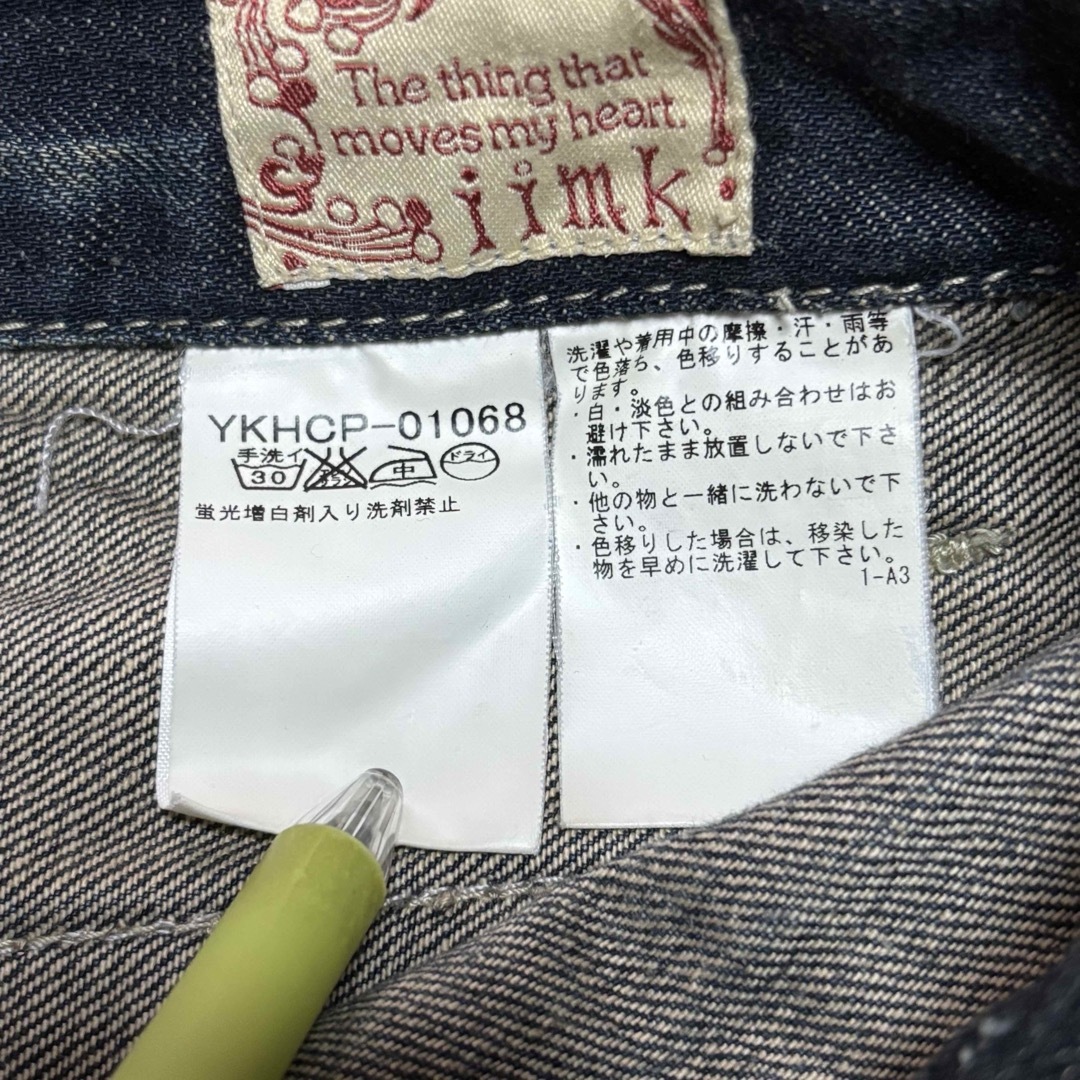 The thing that
moves my heart.
iimk
YKHCP-01068
手洗イ
30
中
ドライ
蛍光増白剤入り洗剤禁止
洗濯や着用中の摩擦・汗・雨等
で色落ち、色移りすることがあ
ります。
・白・淡色との組み合わせはお
避け下さい。
・濡れたまま放置しないで下さ
い。
・他の物と一緒に洗わないで下
さい。
・色移りした場合は、移染した
物を早めに洗濯して下さい。
1-A3